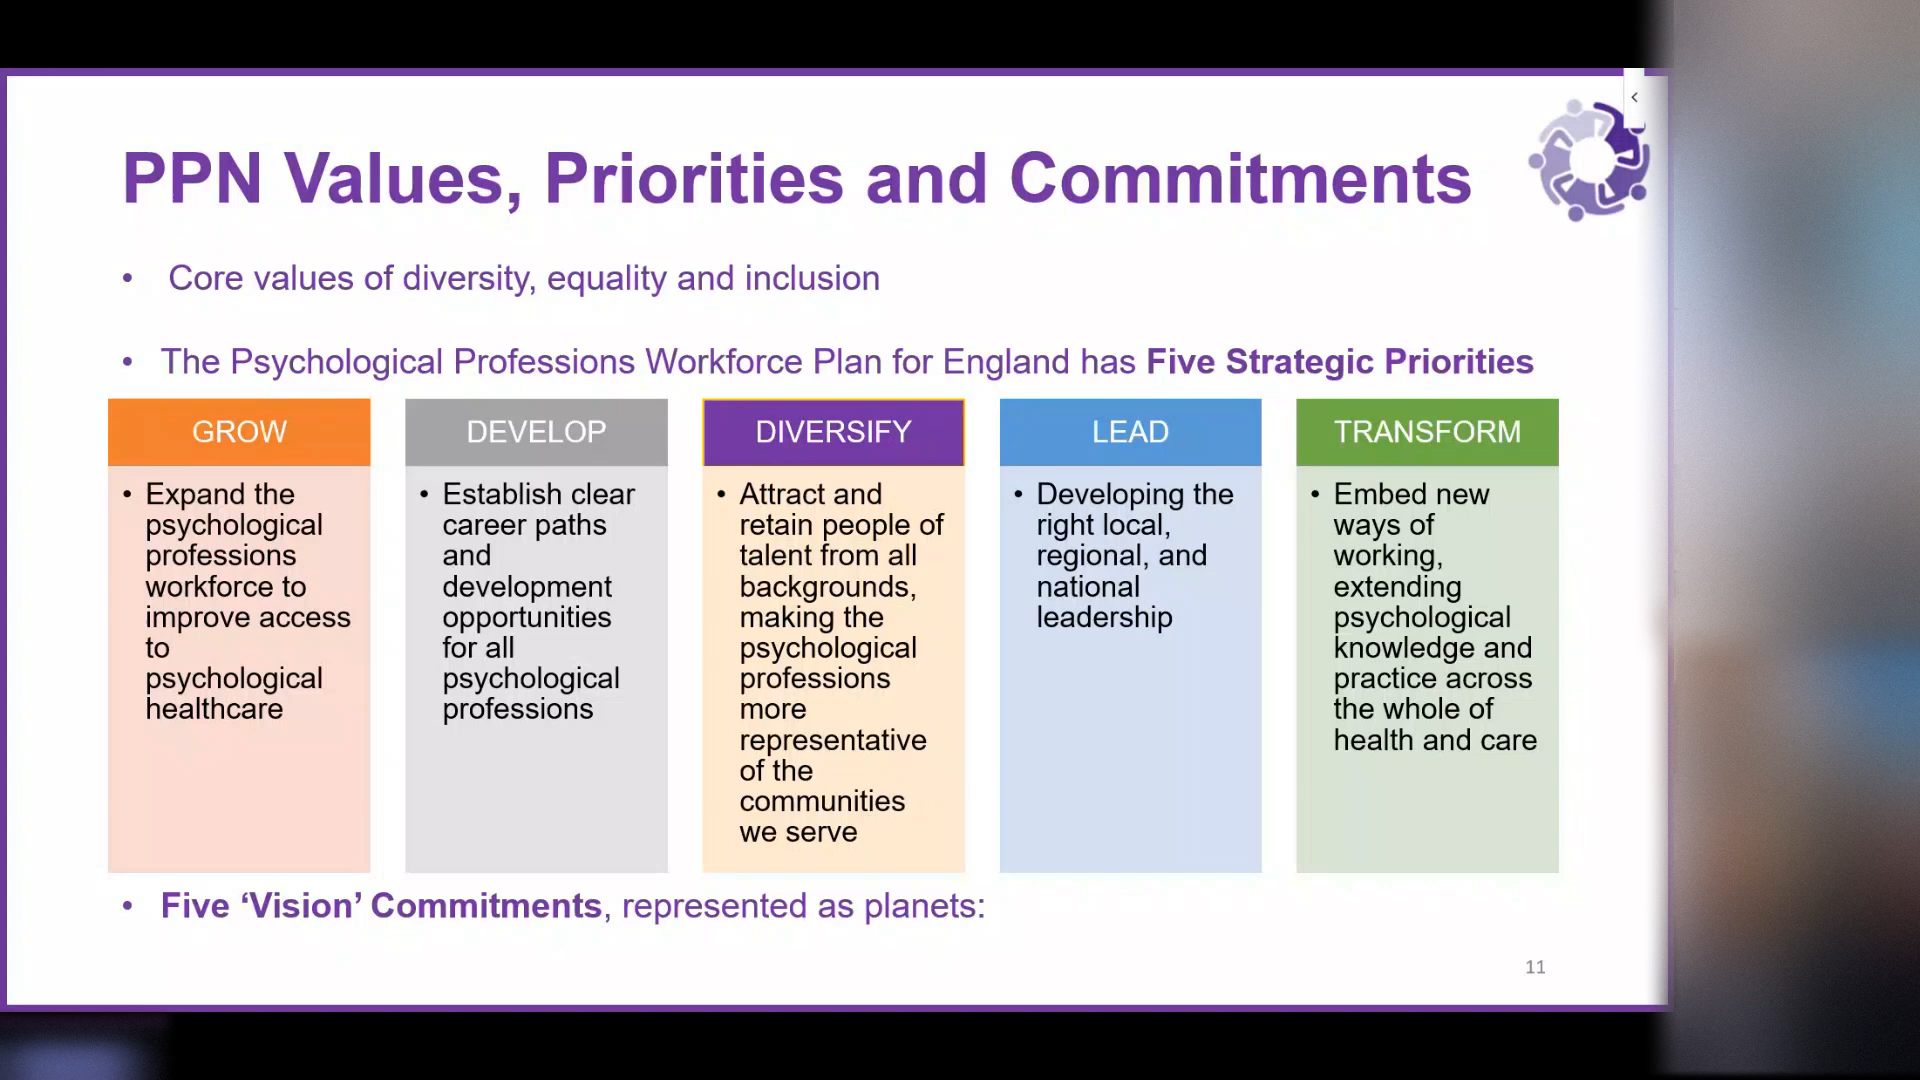 PPN Values, Priorities and Commitments
• Core values of diversity, equality and inclusion
• The Psychological Professions Workforce Plan for England has Five Strategic Priorities
GROW
• Expand the
psychological
professions
workforce to
improve access
to
psychological
healthcare
DEVELOP
• Establish clear
career paths
and
development
opportunities
for all
psychological
professions
DIVERSIFY
• Attract and
retain people of
talent from all
backgrounds,
making the
psychological
professions
more
representative
of the
communities
we serve
LEAD
• Developing the
right local,
regional, and
national
leadership
TRANSFORM
• Embed new
ways of
working,
extending
psychological
knowledge and
practice across
the whole of
health and care
• Five ‘Vision’ Commitments, represented as planets:
11